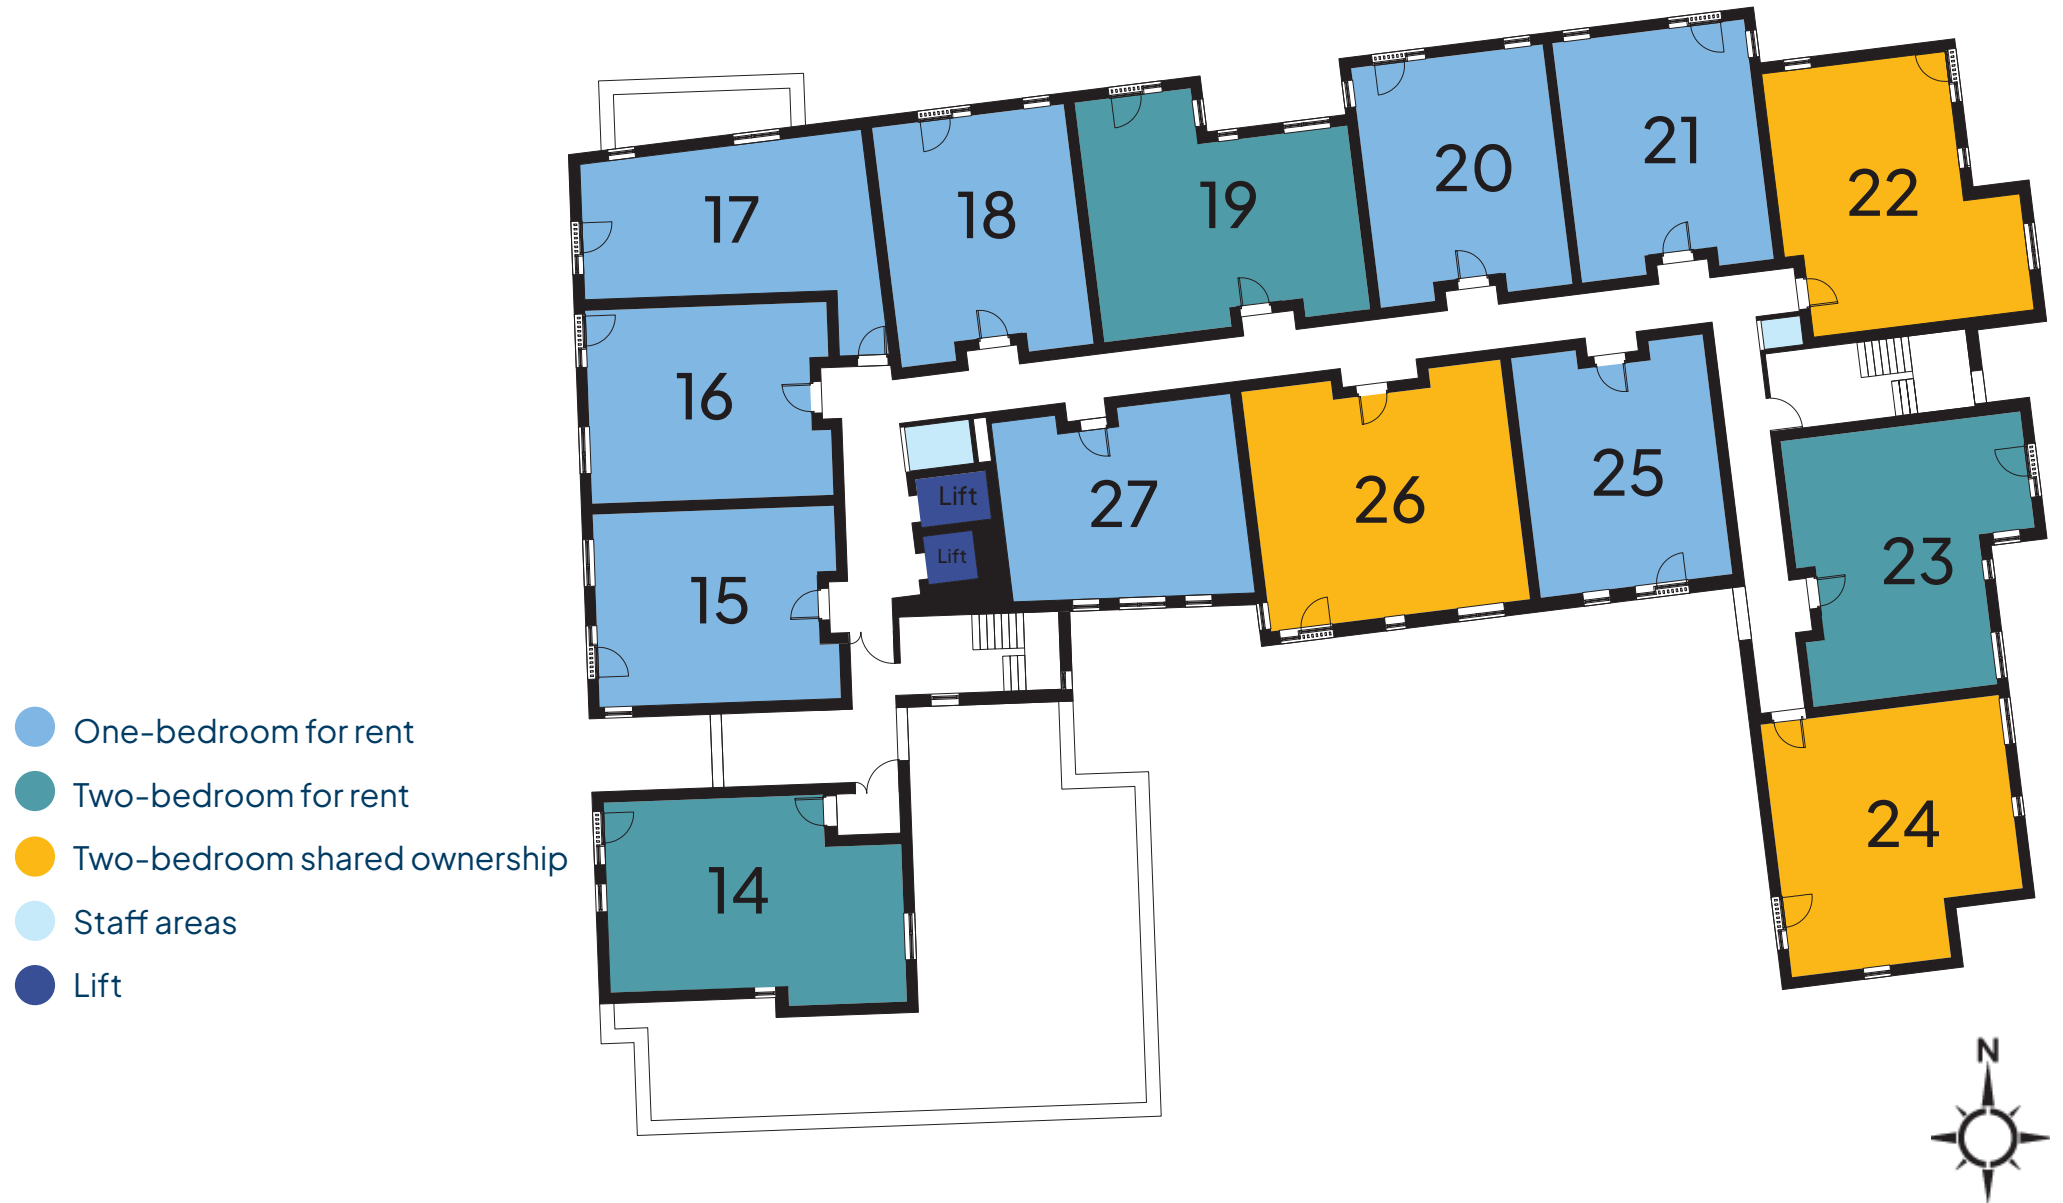 17
18
19
20
21
22
16
15
Lift
Lift
27
26
25
23
14
24
One-bedroom for rent
Two-bedroom for rent
Two-bedroom shared ownership
Staff areas
Lift
N